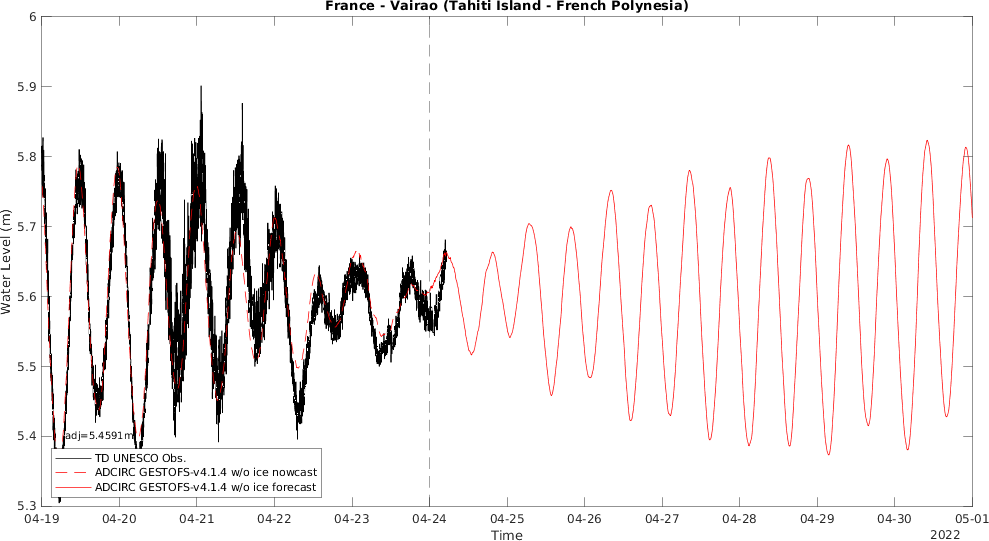 France - Vairao (Tahiti Island - French Polynesia)
6
5.9
5.8
5.7
5.6
5.5
5.4
5.3
Water Level (m)
adj=5.4591m
TD UNESCO Obs.
ADCIRC GESTOFS-v4.1.4 w/o ice nowcast
ADCIRC GESTOFS-v4.1.4 w/o ice forecast
04-19 04-20 04-21 04-22 04-23 04-24 04-25 04-26 04-27 04-28 04-29 04-30 05-01
Time
2022